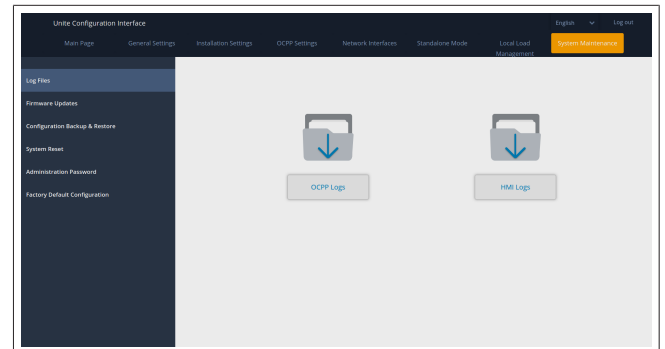 Unite Configuration Interface
English
Log out
Main Page
General Settings
Installation Settings
OCPP Settings
Network Interfaces
Standalone Mode
Local Load
Management
System Maintenance
Log Files
Firmware Updates
Configuration Backup & Restore
System Reset
Administration Password
Factory Default Configuration
OCPP Logs
HMI Logs